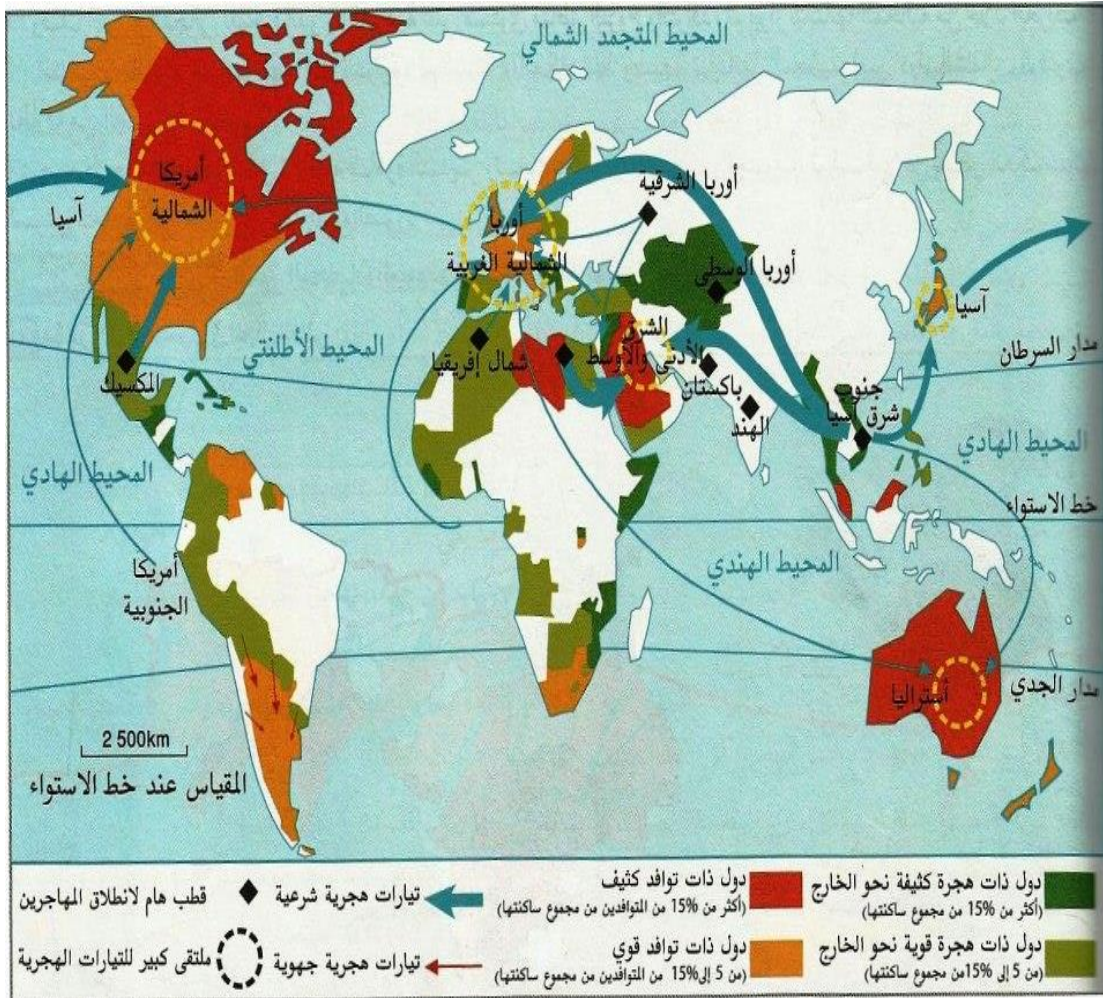 المحيط المتجمد الشمالي
أمريكا
الشمالية
آسيا
أوربا
الشمالية الغربية
أوربا الشرقية
أوربا الوسطى
آسيا
الشرق
الأدنى والأوسط
المحيط الأطلنتي
شمال إفريقيا
المكسيك
باكستان
الهند
جنوب
شرق آسيا
مدار السرطان
المحيط الهادي
المحيط الهادي
خط الاستواء
المحيط الهندي
أمريكا
الجنوبية
أستراليا
مدار الجدي
2 500km
المقياس عند خط الاستواء
دول ذات هجرة كثيفة نحو الخارج
(أكثر من 15% من مجموع ساكنتها)
دول ذات توافد كثيف
(أكثر من 15% من المتوافدين من مجموع ساكنتها)
تيارات هجرية شرعية
قطب هام لانطلاق المهاجرين
دول ذات هجرة قوية نحو الخارج
(من 5 إلى 15% من مجموع ساكنتها)
دول ذات توافد قوي
(من 5 إلى 15% من المتوافدين من مجموع ساكنتها)
تيارات هجرية جهوية
ملتقى كبير للتيارات الهجرية